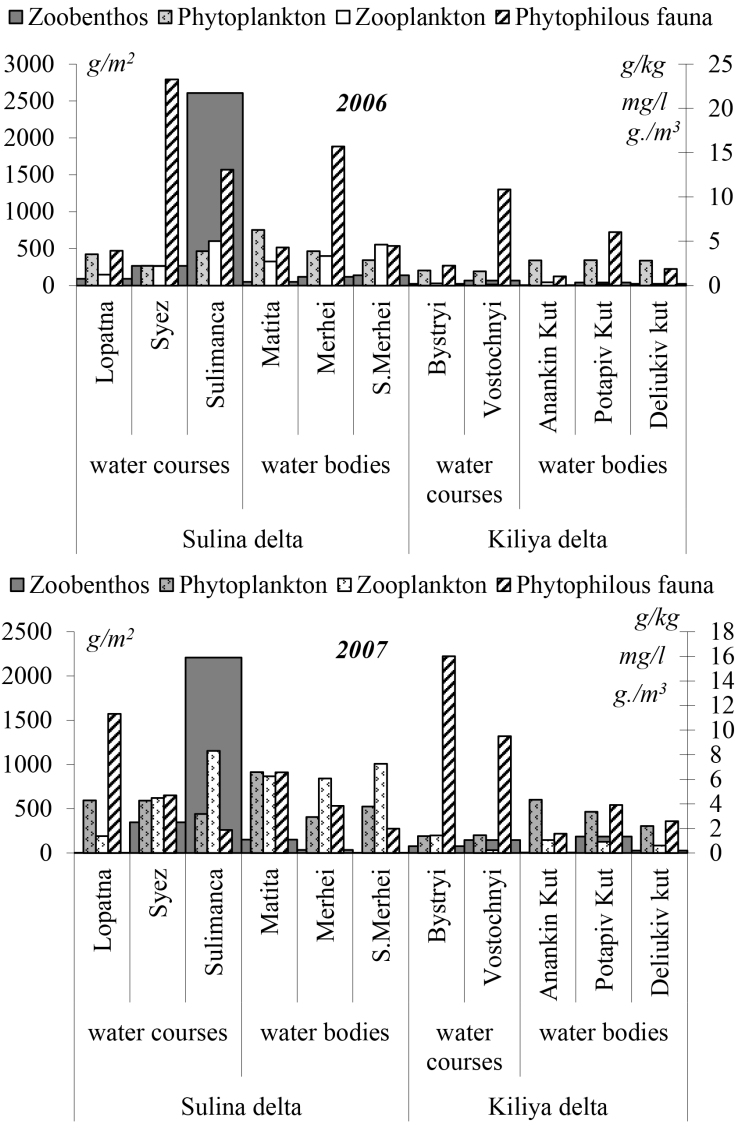 Zoobenthos Phytoplankton Zooplankton Phytophilous fauna
g/m²
g/kg
mg/l
g./m³
2006
3000
2500
2000
1500
1000
500
0
25
20
15
10
5
0
Lopatna
Syez
Sulimanca
Matita
Merhei
S.Merhei
Bystryi
Vostochnyi
Anankin Kut
Potapiv Kut
Deliukiv kut
water courses
water bodies
water
courses
water bodies
Sulina delta
Kiliya delta
Zoobenthos Phytoplankton Zooplankton Phytophilous fauna
g/m²
g/kg
mg/l
g./m³
2007
2500
2000
1500
1000
500
0
18
16
14
12
10
8
6
4
2
0
Lopatna
Syez
Sulimanca
Matita
Merhei
S.Merhei
Bystryi
Vostochnyi
Anankin Kut
Potapiv Kut
Deliukiv kut
water courses
water bodies
water
courses
water bodies
Sulina delta
Kiliya delta